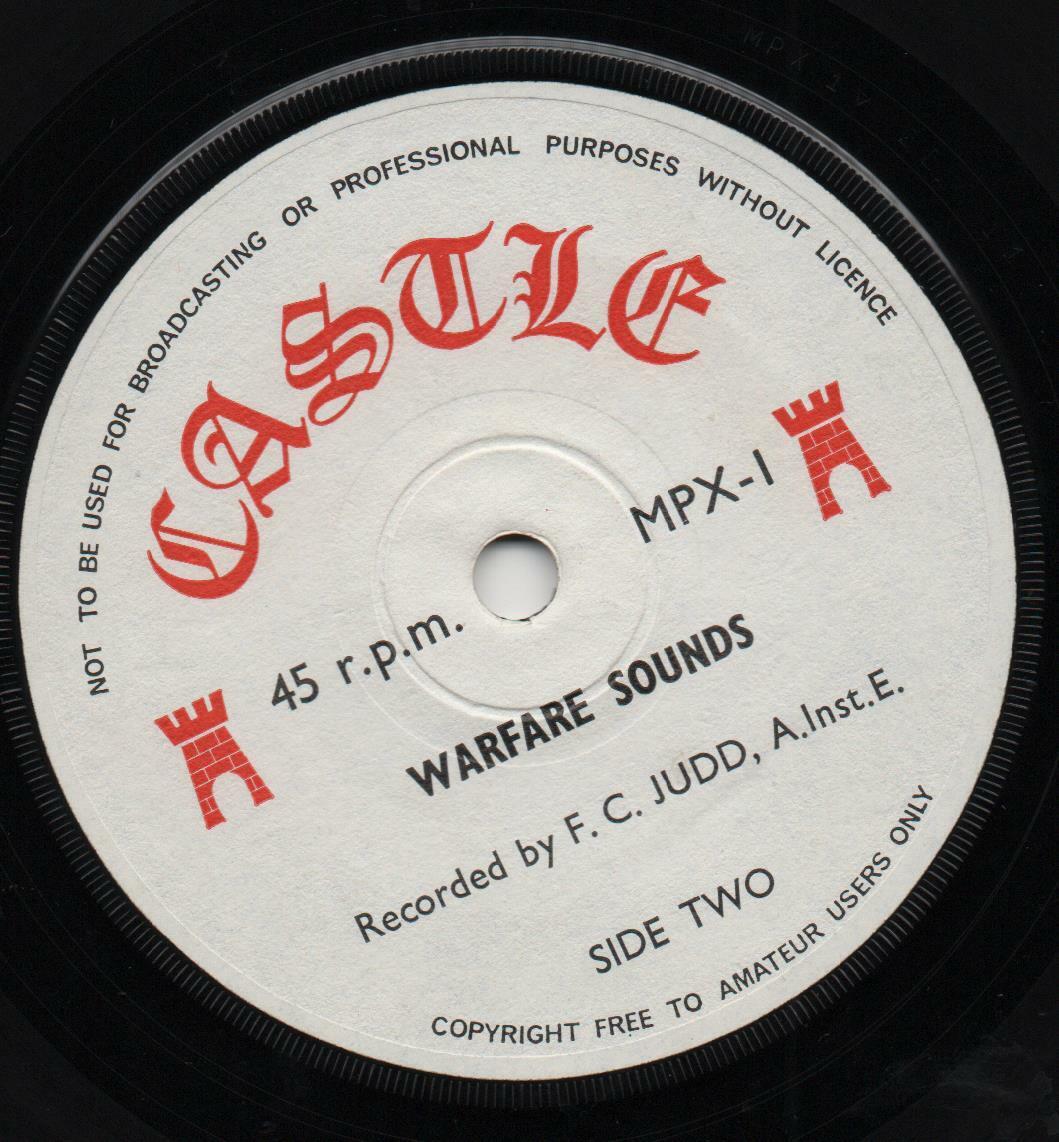 NOT TO BE USED FOR BROADCASTING OR PROFESSIONAL PURPOSES WITHOUT LICENCE
CASTLE
MPX-1
45 r.p.m.
WARFARE SOUNDS
Recorded by F. C. JUDD, A.Inst.E.
SIDE TWO
COPYRIGHT FREE TO AMATEUR USERS ONLY